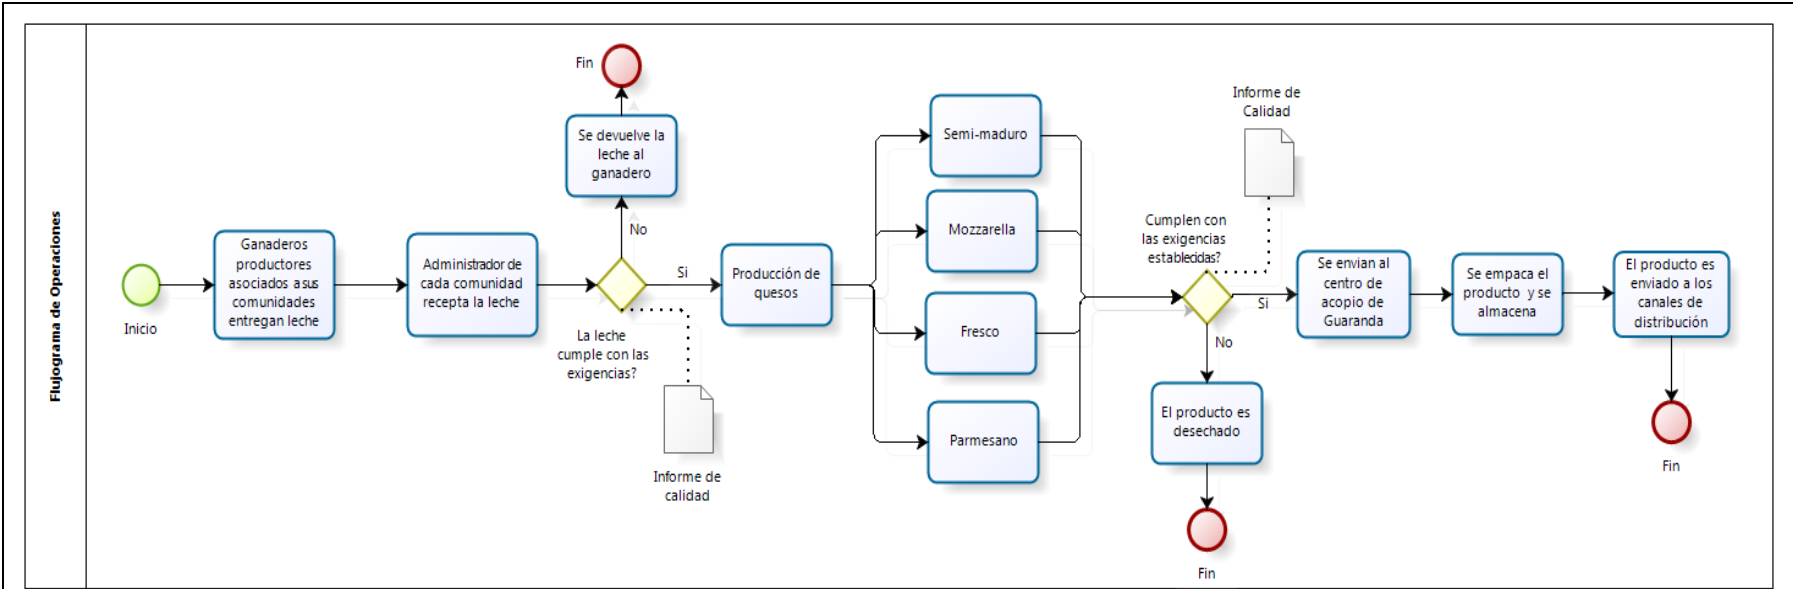 Flujograma de Operaciones
Inicio
Ganaderos
productores
asociados a sus
comunidades
entregan leche
Administrador de
cada comunidad
recepta la leche
Fin
Se devuelve la
leche al
ganadero
No
Si
La leche
cumple con las
exigencias?
Informe de
calidad
Producción de
quesos
Semi-maduro
Mozzarella
Fresco
Parmesano
Informe de
Calidad
Cumplen con
las exigencias
establecidas?
Si
No
El producto es
desechado
Fin
Se envian al
centro de
acopio de
Guaranda
Se empaca el
producto y se
almacena
El producto es
enviado a los
canales de
distribución
Fin